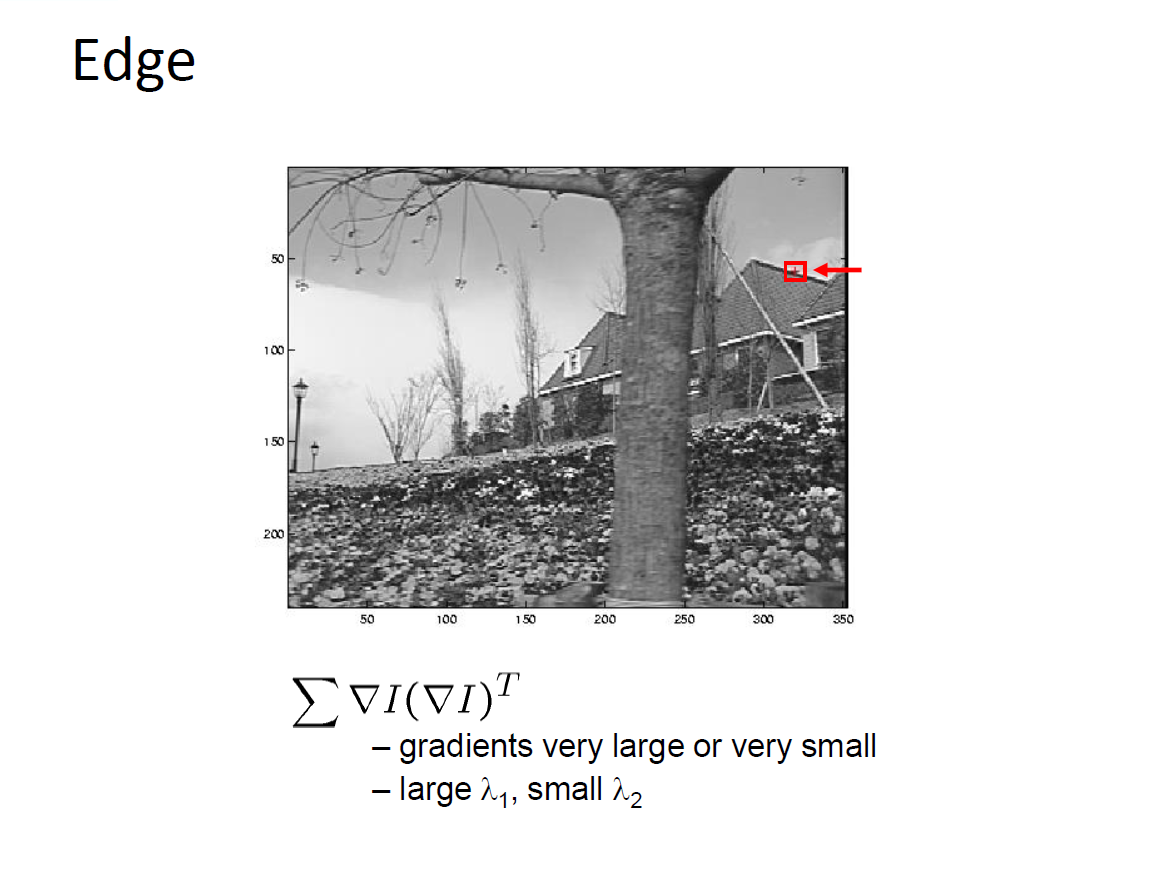 Edge
50
100
150
200
50 100 150 200 250 300 350
∑ ∇I(∇I)ᵀ
– gradients very large or very small
– large λ₁, small λ₂